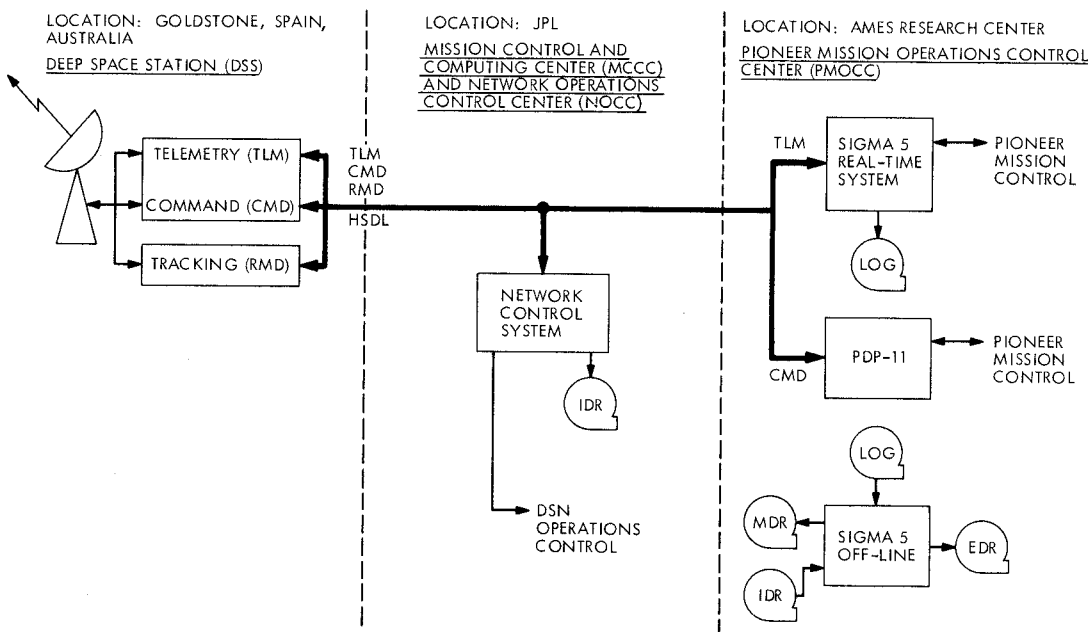 LOCATION: GOLDSTONE, SPAIN,
AUSTRALIA
DEEP SPACE STATION (DSS)
TELEMETRY (TLM)
COMMAND (CMD)
TRACKING (RMD)
TLM
CMD
RMD
HSDL
LOCATION: JPL
MISSION CONTROL AND
COMPUTING CENTER (MCCC)
AND NETWORK OPERATIONS
CONTROL CENTER (NOCC)
NETWORK
CONTROL
SYSTEM
IDR
DSN
OPERATIONS
CONTROL
LOCATION: AMES RESEARCH CENTER
PIONEER MISSION OPERATIONS CONTROL
CENTER (PMOCC)
TLM
SIGMA 5
REAL-TIME
SYSTEM
PIONEER
MISSION
CONTROL
LOG
CMD
PDP-11
PIONEER
MISSION
CONTROL
LOG
MDR
SIGMA 5
OFF-LINE
EDR
IDR